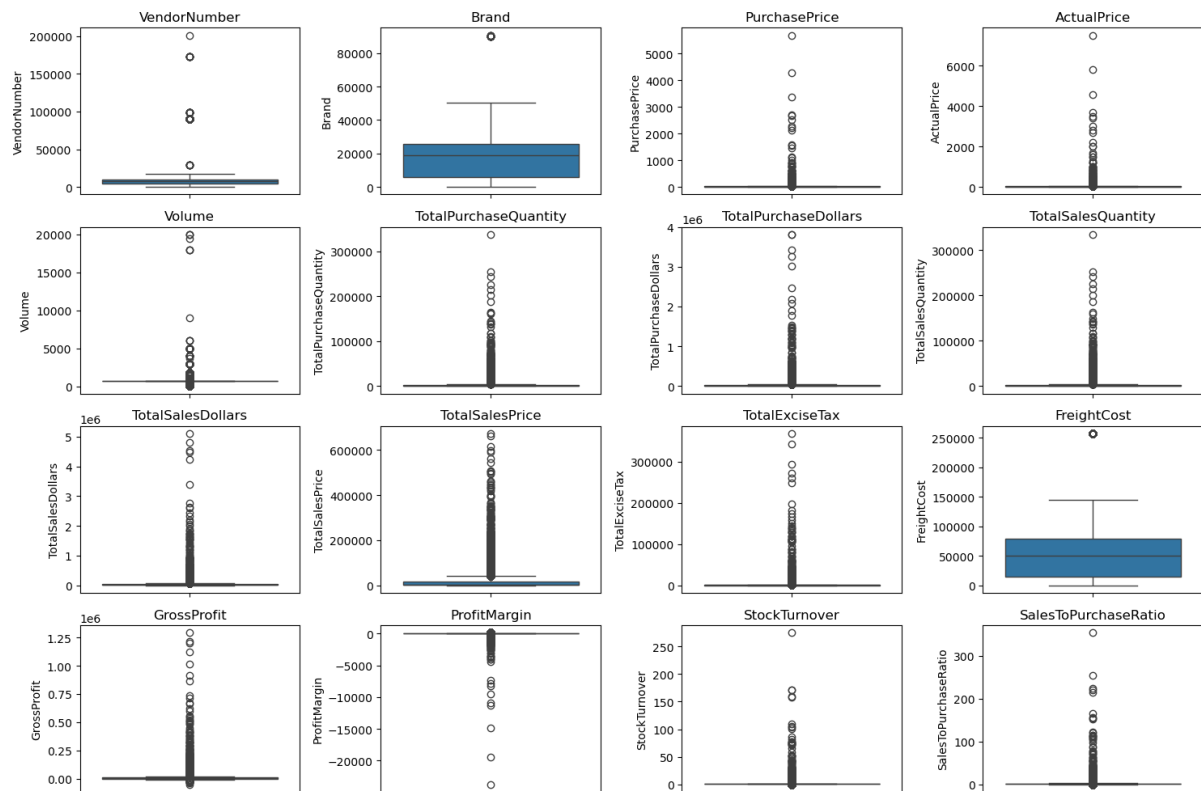 VendorNumber
VendorNumber
200000
150000
100000
50000
0
Brand
Brand
80000
60000
40000
20000
0
PurchasePrice
PurchasePrice
5000
4000
3000
2000
1000
0
ActualPrice
ActualPrice
6000
4000
2000
0
Volume
Volume
20000
15000
10000
5000
0
TotalPurchaseQuantity
TotalPurchaseQuantity
300000
200000
100000
0
TotalPurchaseDollars
1e6
TotalPurchaseDollars
4
3
2
1
0
TotalSalesQuantity
TotalSalesQuantity
300000
200000
100000
0
TotalSalesDollars
1e6
TotalSalesDollars
5
4
3
2
1
0
TotalSalesPrice
TotalSalesPrice
600000
400000
200000
0
TotalExciseTax
TotalExciseTax
300000
200000
100000
0
FreightCost
FreightCost
250000
200000
150000
100000
50000
0
GrossProfit
1e6
GrossProfit
1.25
1.00
0.75
0.50
0.25
0.00
ProfitMargin
ProfitMargin
0
−5000
−10000
−15000
−20000
StockTurnover
StockTurnover
250
200
150
100
50
0
SalesToPurchaseRatio
SalesToPurchaseRatio
300
200
100
0